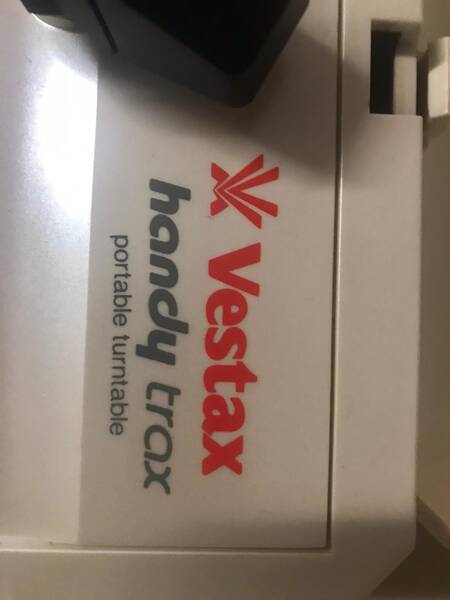 Vestax
handy trax
portable turntable